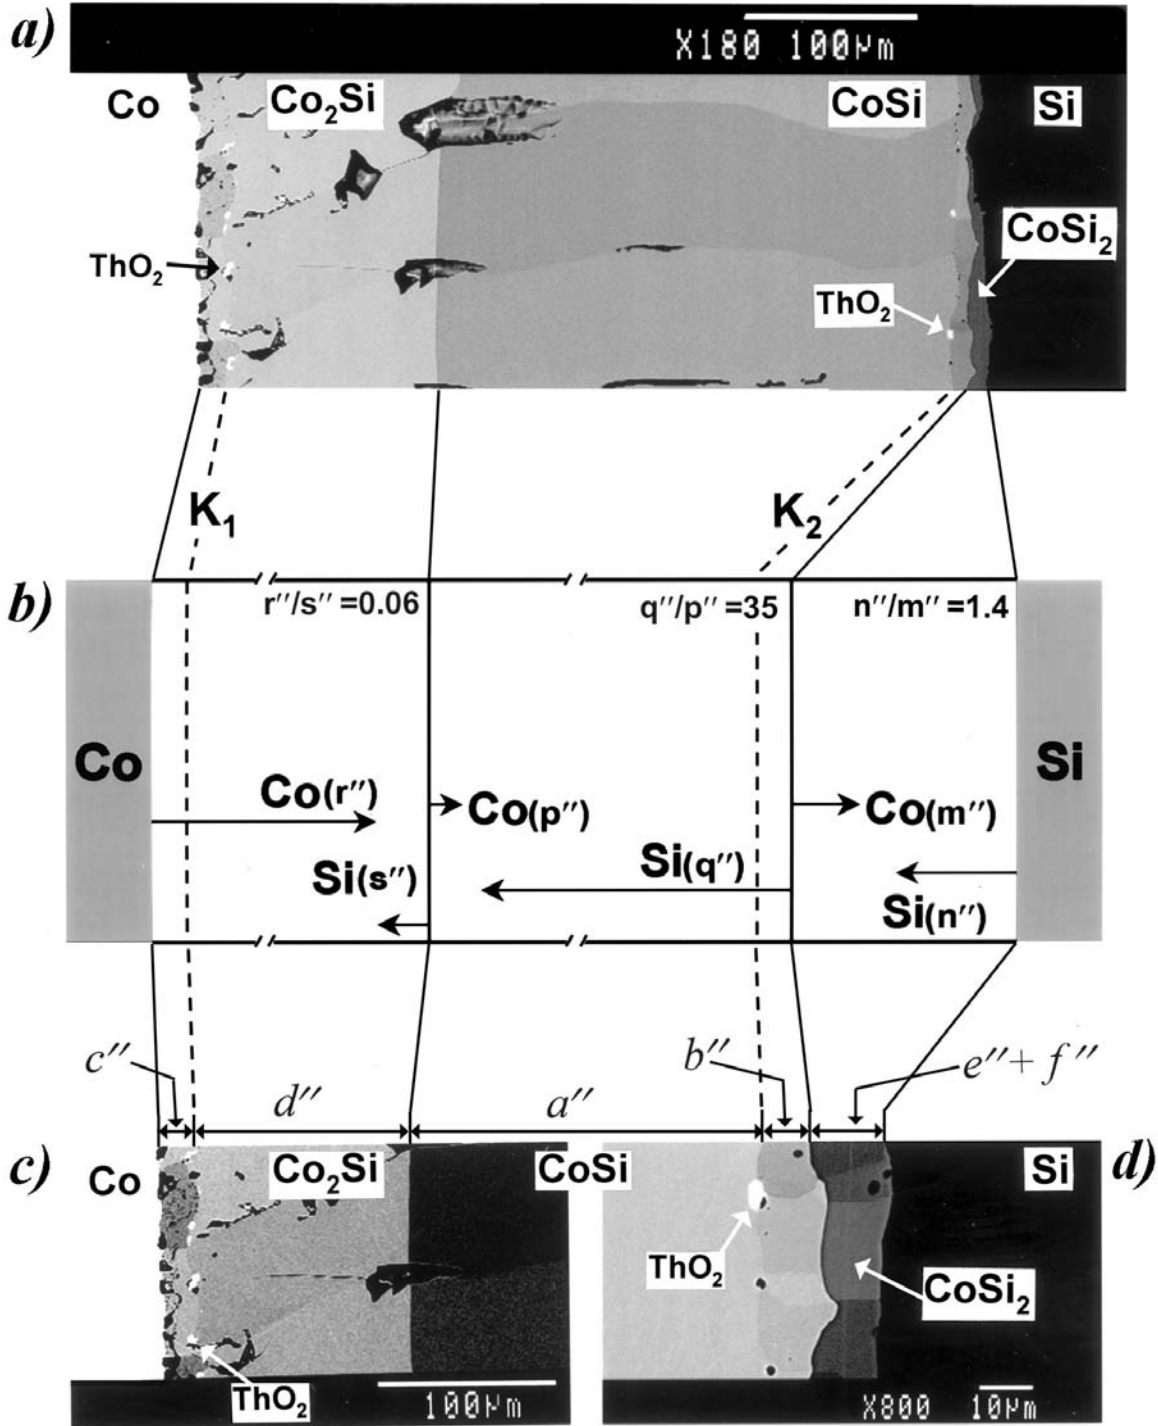 a)
X180 100µm
Co
Co₂Si
CoSi
Si
CoSi₂
ThO₂
ThO₂
K₁
K₂
b)
r″/s″ =0.06
q″/p″ =35
n″/m″ =1.4
Co
Si
Co(r″)
Co(p″)
Co(m″)
Si(s″)
Si(q″)
Si(n″)
c″
d″
a″
b″
e″+ f″
c)
Co
Co₂Si
CoSi
Si
d)
ThO₂
CoSi₂
ThO₂
100µm
X800 10µm